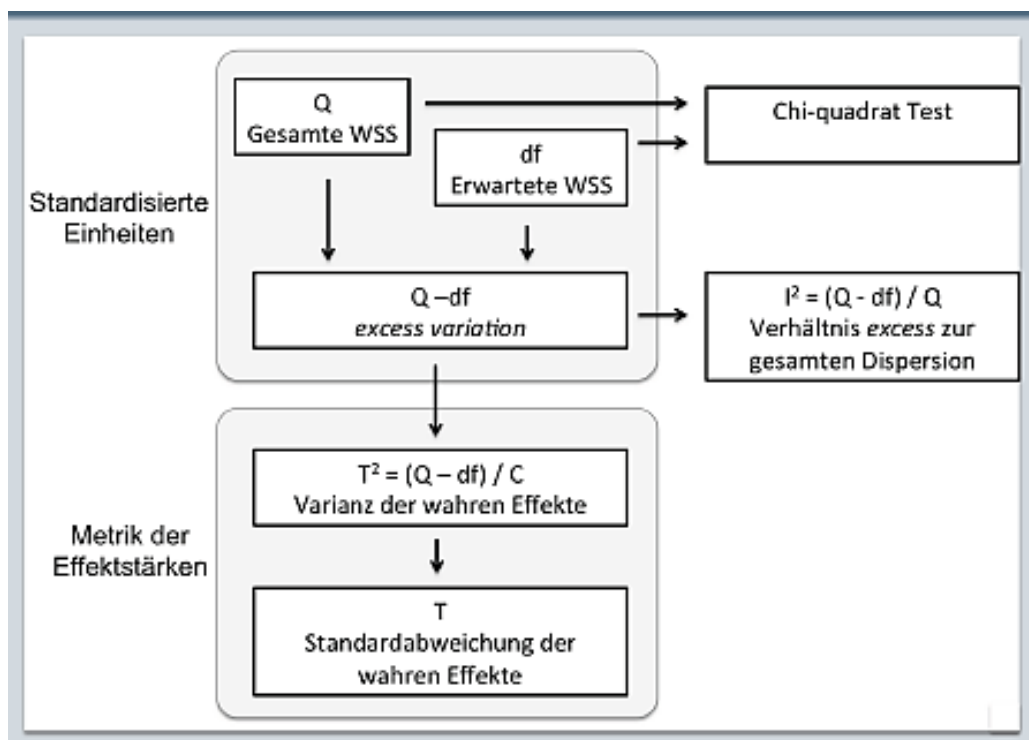 Q
Gesamte WSS
df
Erwartete WSS
Chi-quadrat Test
Standardisierte
Einheiten
Q –df
excess variation
I² = (Q - df) / Q
Verhältnis excess zur
gesamten Dispersion
T² = (Q – df) / C
Varianz der wahren Effekte
Metrik der
Effektstärken
T
Standardabweichung der
wahren Effekte